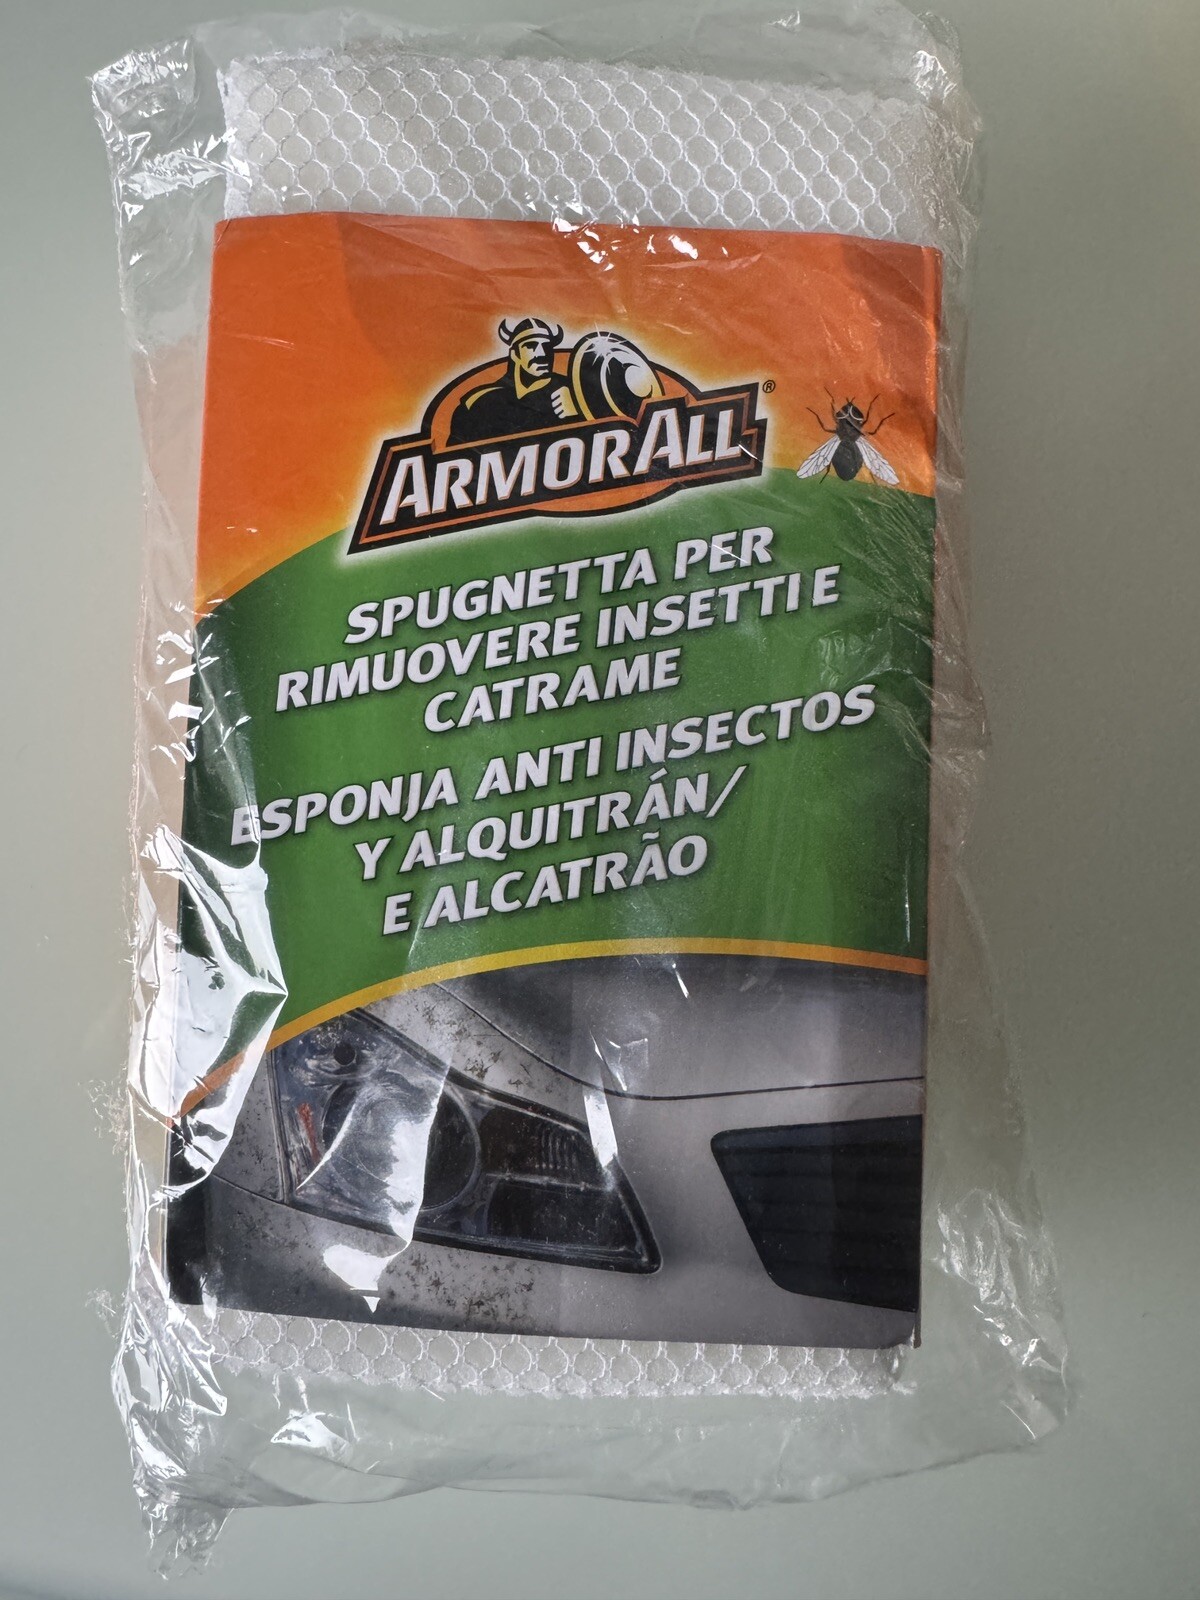 ARMORALL®
SPUGNETTA PER
RIMUOVERE INSETTI E
CATRAME
ESPONJA ANTI INSECTOS
Y ALQUITRÁN/
E ALCATRÃO